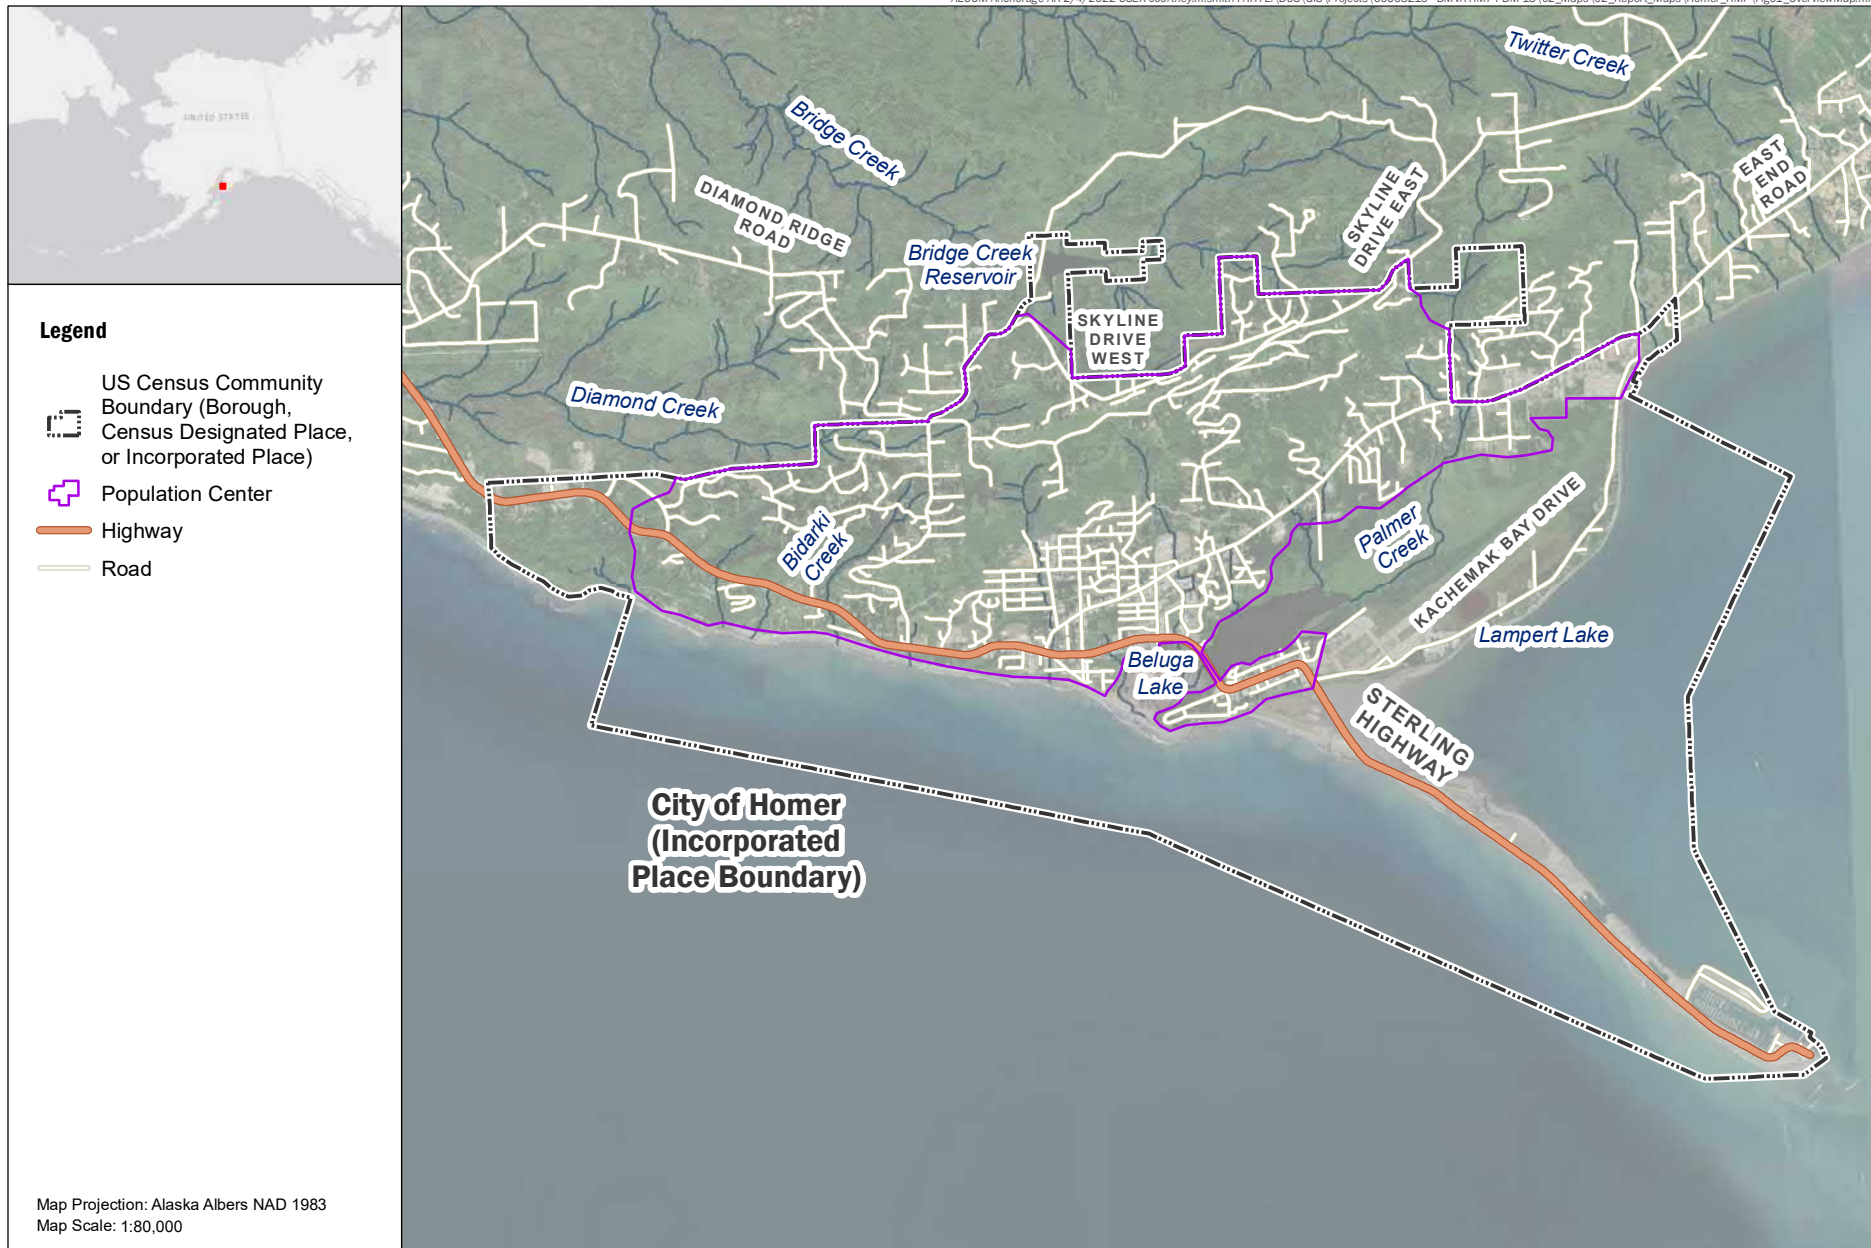 UNITED STATES
Legend
US Census Community
Boundary (Borough,
Census Designated Place,
or Incorporated Place)
Population Center
Highway
Road
Map Projection: Alaska Albers NAD 1983
Map Scale: 1:80,000
Twitter Creek
Bridge Creek
EAST
END
ROAD
DIAMOND RIDGE
ROAD
SKYLINE
DRIVE EAST
Bridge Creek
Reservoir
SKYLINE
DRIVE
WEST
Diamond Creek
Bidarki
Creek
Palmer
Creek
KACHEMAK BAY DRIVE
Lampert Lake
Beluga
Lake
STERLING
HIGHWAY
City of Homer
(Incorporated
Place Boundary)